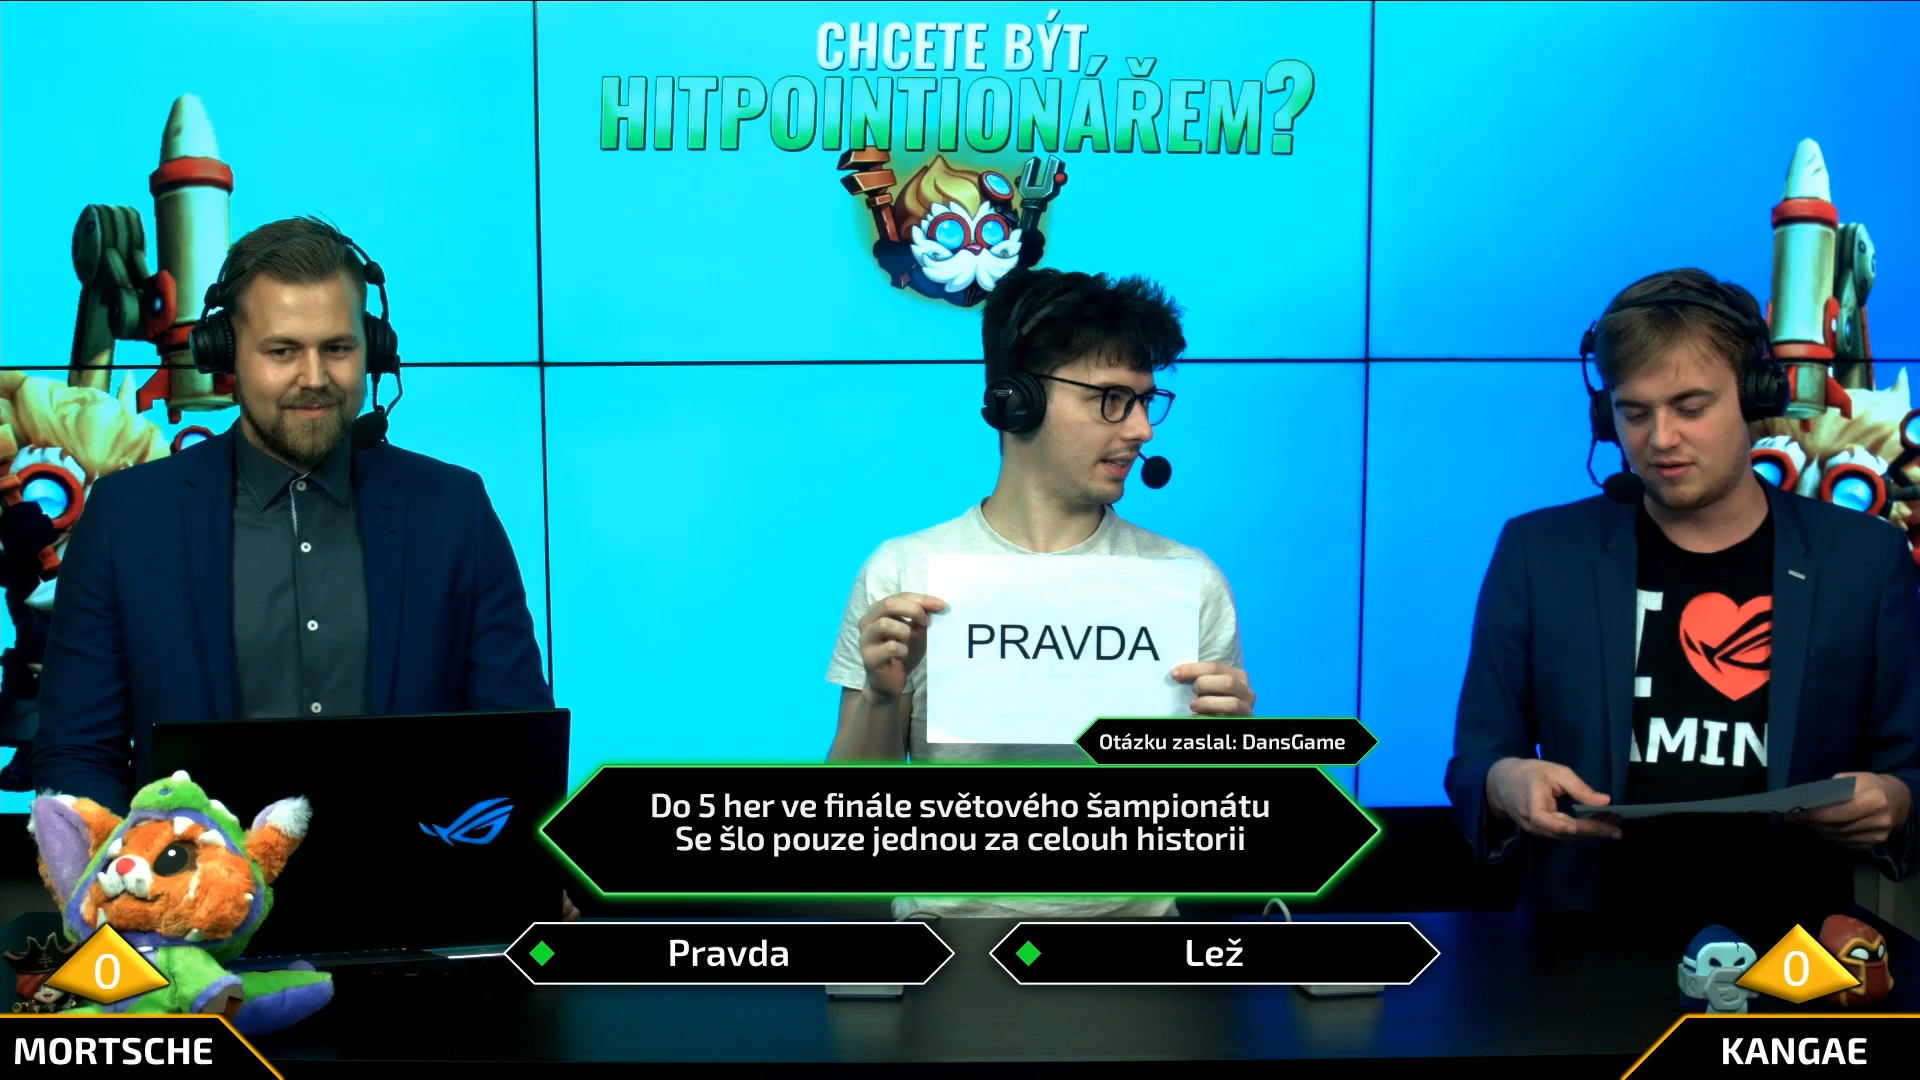 CHCETE BÝT
HITPOINTIONÁŘEM?
PRAVDA
I
AMIN
Otázku zaslal: DansGame
Do 5 her ve finále světového šampionátu
Se šlo pouze jednou za celouh historii
Pravda
Lež
0
0
MORTSCHE
KANGAE